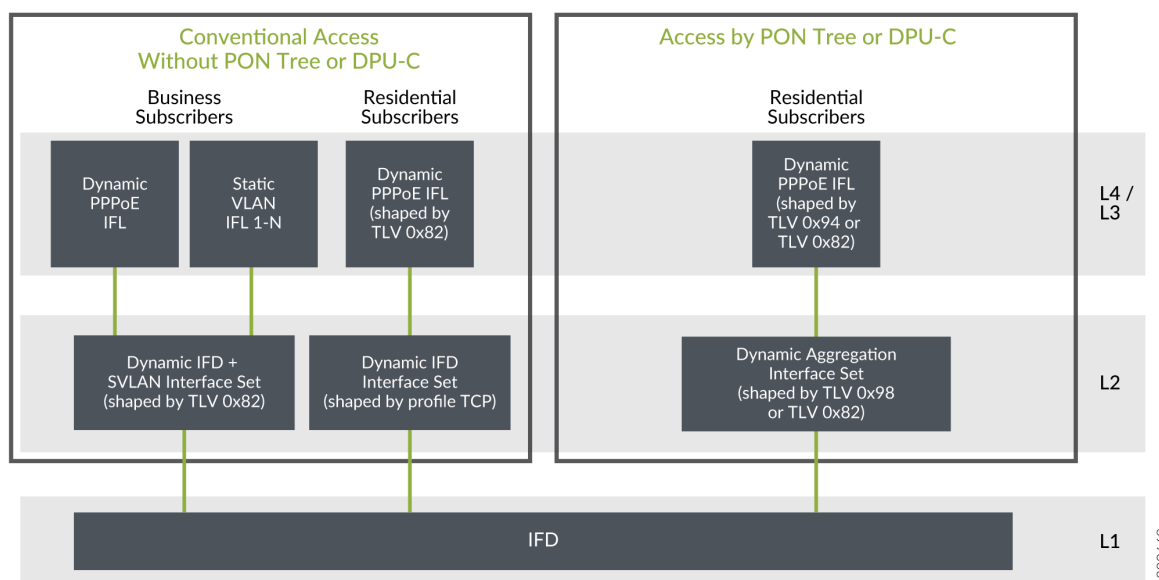 Conventional Access
Without PON Tree or DPU-C
Business
Subscribers
Residential
Subscribers
Dynamic
PPPoE
IFL
Static
VLAN
IFL 1-N
Dynamic
PPPoE IFL
(shaped by
TLV 0x82)
Dynamic IFD +
SVLAN Interface Set
(shaped by TLV 0x82)
Dynamic IFD
Interface Set
(shaped by profile TCP)
Access by PON Tree or DPU-C
Residential
Subscribers
Dynamic
PPPoE IFL
(shaped by
TLV 0x94 or
TLV 0x82)
Dynamic Aggregation
Interface Set
(shaped by TLV 0x98
or TLV 0x82)
L4 /
L3
L2
IFD
L1